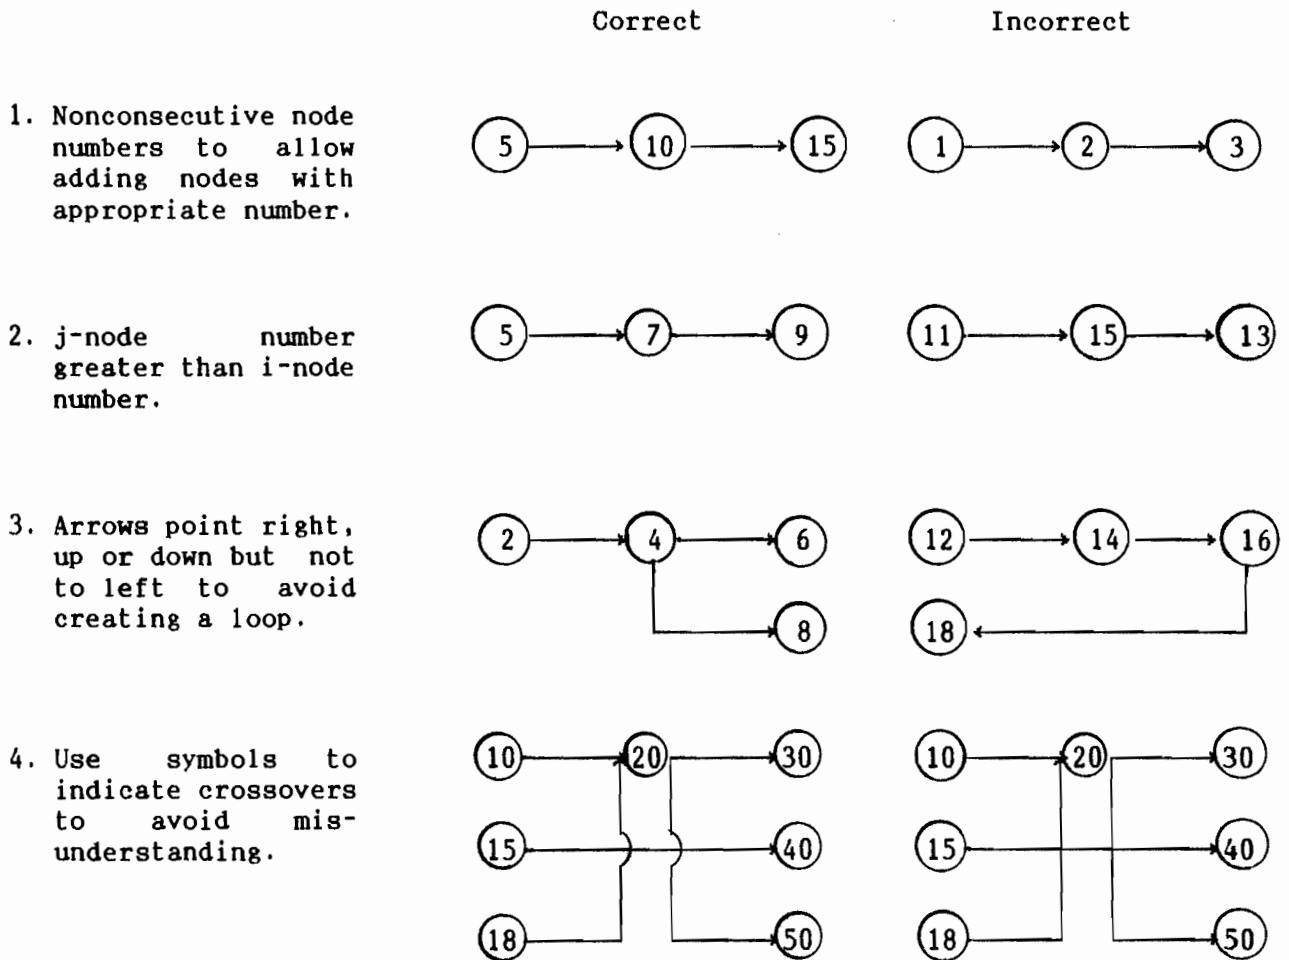 Correct Incorrect
1. Nonconsecutive node
numbers to allow
adding nodes with
appropriate number.
5 10 15 1 2 3
2. j-node number
greater than i-node
number.
5 7 9 11 15 13
3. Arrows point right,
up or down but not
to left to avoid
creating a loop.
2 4 6 12 14 16
8 18
4. Use symbols to
indicate crossovers
to avoid mis-
understanding.
10 20 30 10 20 30
15 40 15 40
18 50 18 50